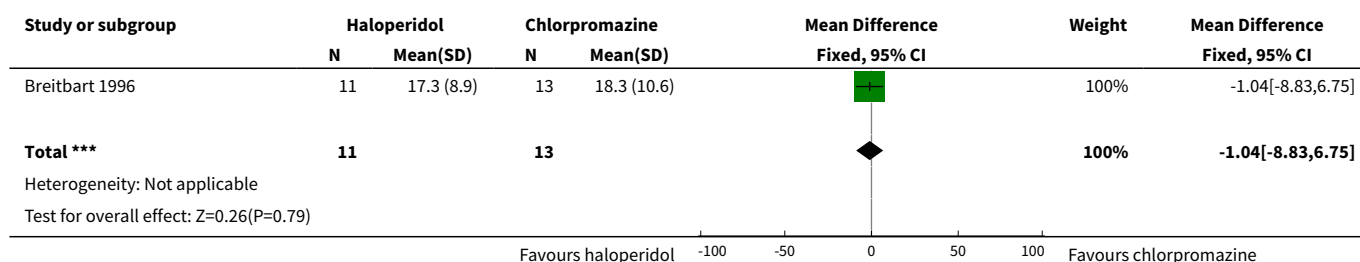 Study or subgroup Haloperidol Chlorpromazine Mean Difference Weight Mean Difference
N Mean(SD) N Mean(SD) Fixed, 95% CI Fixed, 95% CI
Breitbart 1996 11 17.3 (8.9) 13 18.3 (10.6) 100% -1.04[-8.83,6.75]
Total *** 11 13 100% -1.04[-8.83,6.75]
Heterogeneity: Not applicable
Test for overall effect: Z=0.26(P=0.79)
Favours haloperidol -100 -50 0 50 100 Favours chlorpromazine